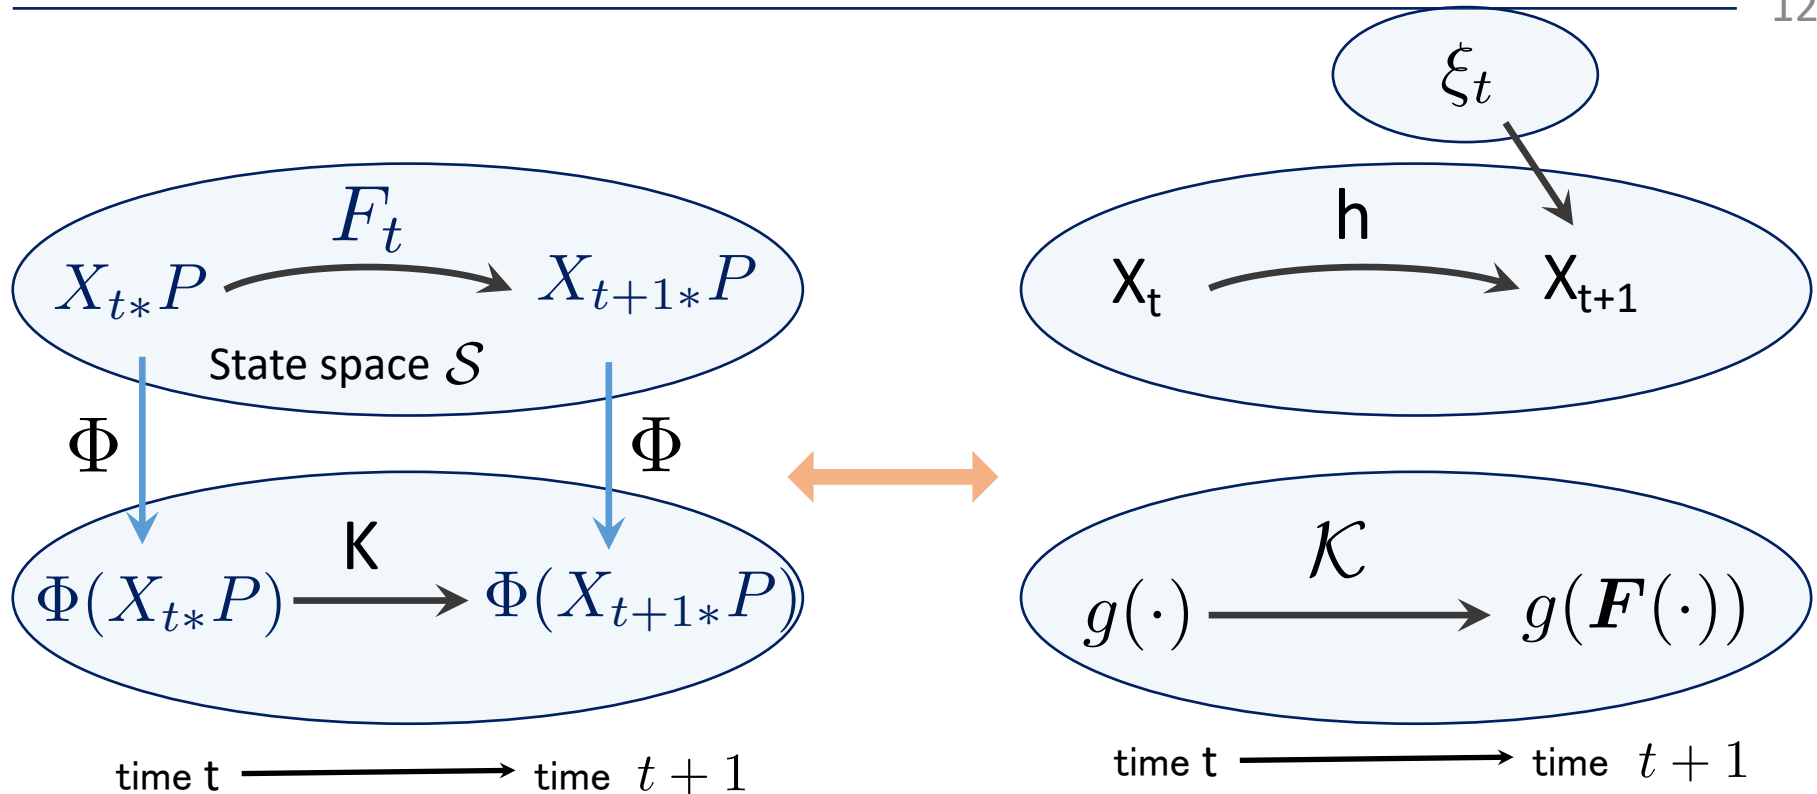 12
ξ_t
F_t
X_{t*}P
X_{t+1*}P
State space 𝒮
h
X_t
X_{t+1}
Φ
Φ
K
Φ(X_{t*}P)
Φ(X_{t+1*}P)
𝒦
g(·)
g(𝑭(·))
time t
time t + 1
time t
time t + 1